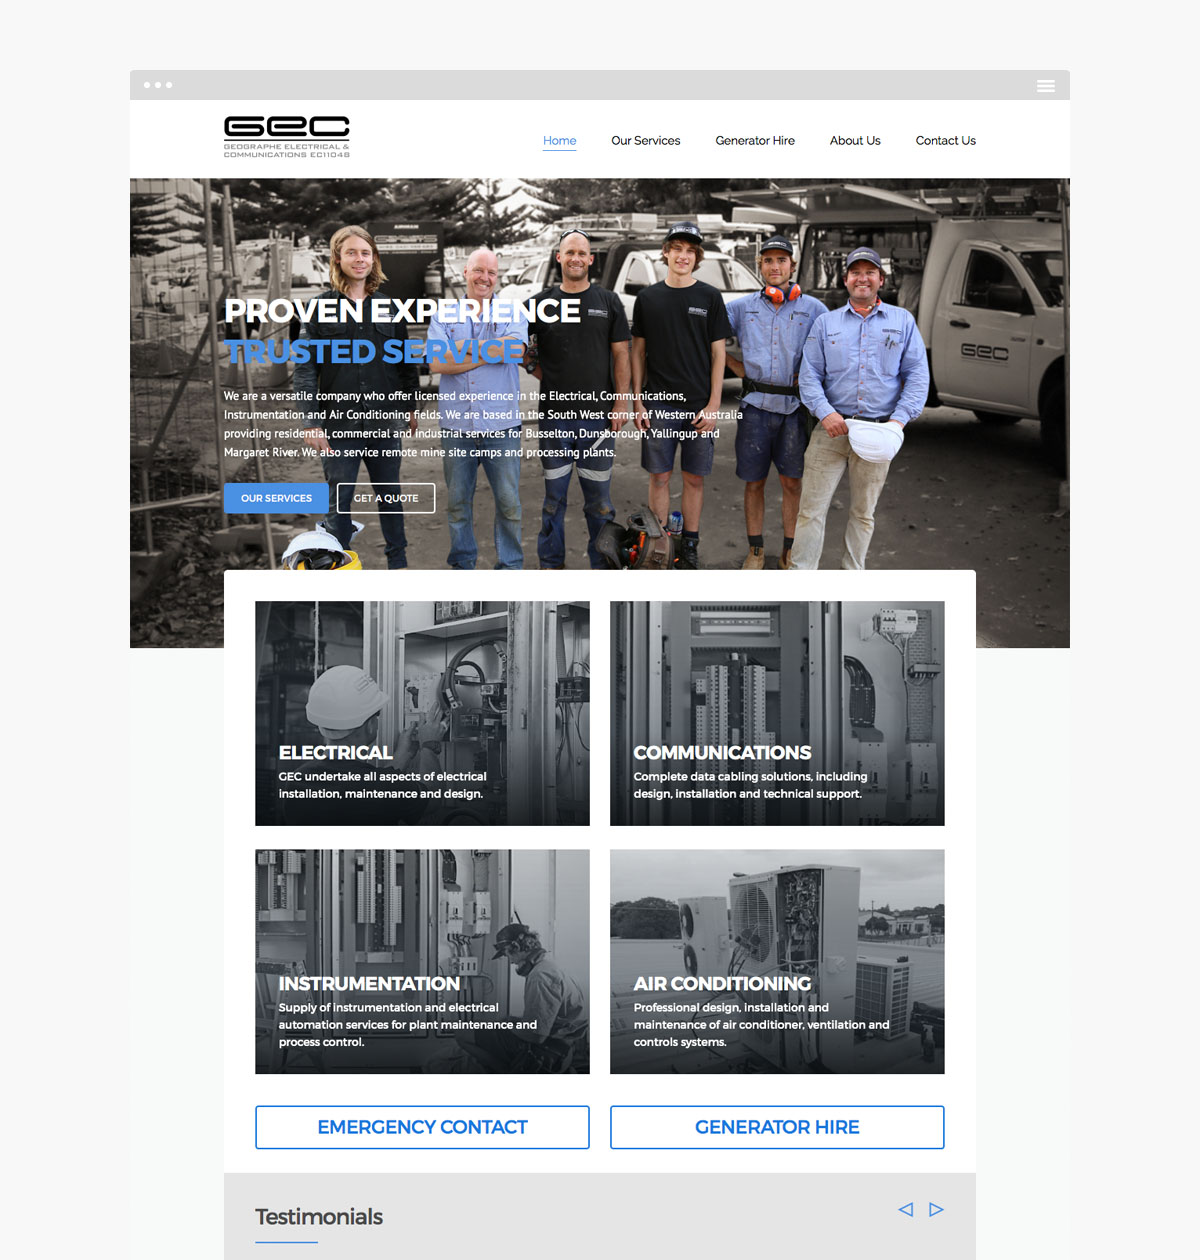 GEC
GEOGRAPHE ELECTRICAL &
COMMUNICATIONS EC11048
Home
Our Services
Generator Hire
About Us
Contact Us
PROVEN EXPERIENCE
TRUSTED SERVICE
We are a versatile company who offer licensed experience in the Electrical, Communications,
Instrumentation and Air Conditioning fields. We are based in the South West corner of Western Australia
providing residential, commercial and industrial services for Busselton, Dunsborough, Yallingup and
Margaret River. We also service remote mine site camps and processing plants.
OUR SERVICES
GET A QUOTE
GEC
GEC
GEC
GEC
ELECTRICAL
GEC undertake all aspects of electrical
installation, maintenance and design.
COMMUNICATIONS
Complete data cabling solutions, including
design, installation and technical support.
INSTRUMENTATION
Supply of instrumentation and electrical
automation services for plant maintenance and
process control.
AIR CONDITIONING
Professional design, installation and
maintenance of air conditioner, ventilation and
controls systems.
EMERGENCY CONTACT
GENERATOR HIRE
Testimonials